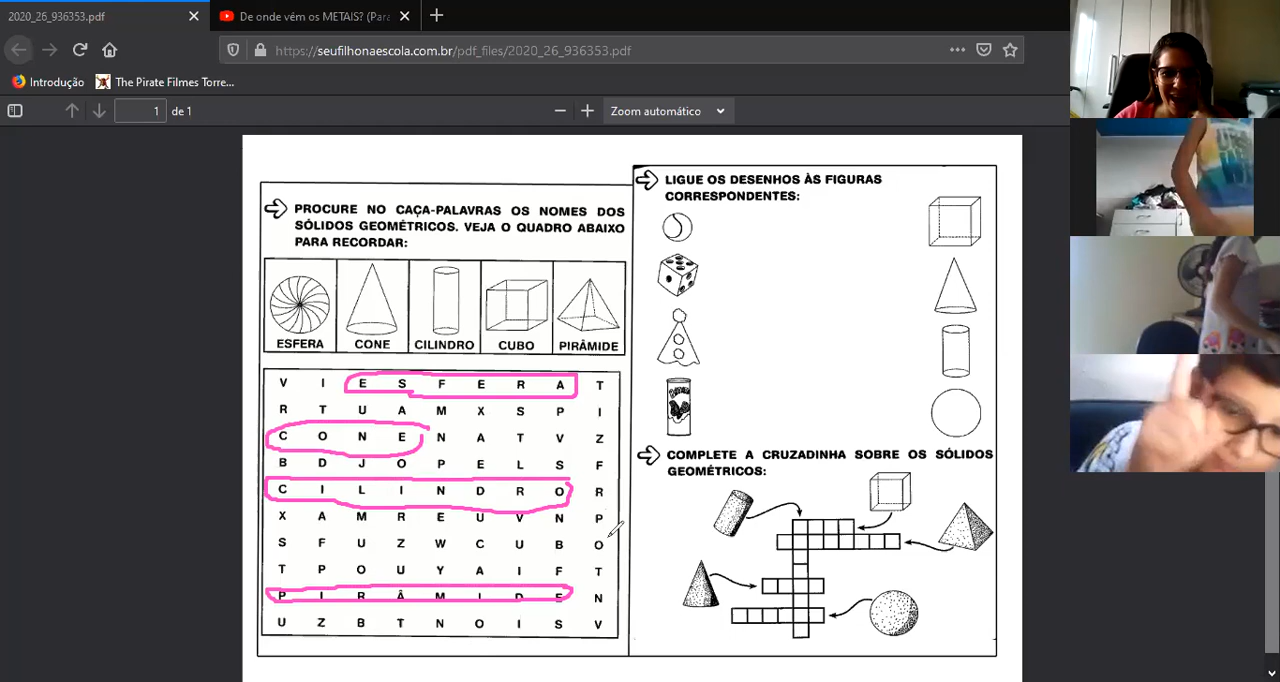 2020_26_936353.pdf
De onde vêm os METAIS? (Para
https://seufilhonaescola.com.br/pdf_files/2020_26_936353.pdf
Introdução
The Pirate Filmes Torre...
1 de 1
Zoom automático
PROCURE NO CAÇA-PALAVRAS OS NOMES DOS
SÓLIDOS GEOMÉTRICOS. VEJA O QUADRO ABAIXO
PARA RECORDAR:
ESFERA CONE CILINDRO CUBO PIRÂMIDE
V I E S F E R A T
R T U A M X S P I
C O N E N A T V Z
B D J O P E L S F
C I L I N D R O R
X A M R E U V N P
S F U Z W C U B O
T P O U Y A I F T
P I R Â M I D E N
U Z B T N O I S V
LIGUE OS DESENHOS ÀS FIGURAS
CORRESPONDENTES:
COMPLETE A CRUZADINHA SOBRE OS SÓLIDOS
GEOMÉTRICOS: